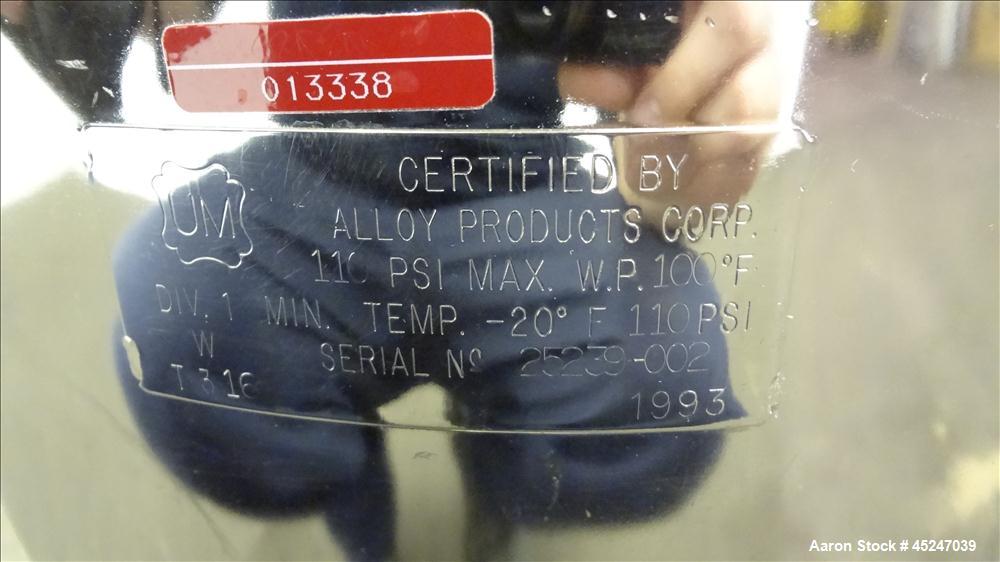 013338
CERTIFIED BY
UM
ALLOY PRODUCTS CORP.
110 PSI MAX. W.P. 100°F
DIV. 1 MIN. TEMP. -20° F 110 PSI
W
SERIAL Nº 25239-002
T316
1993
Aaron Stock # 45247039